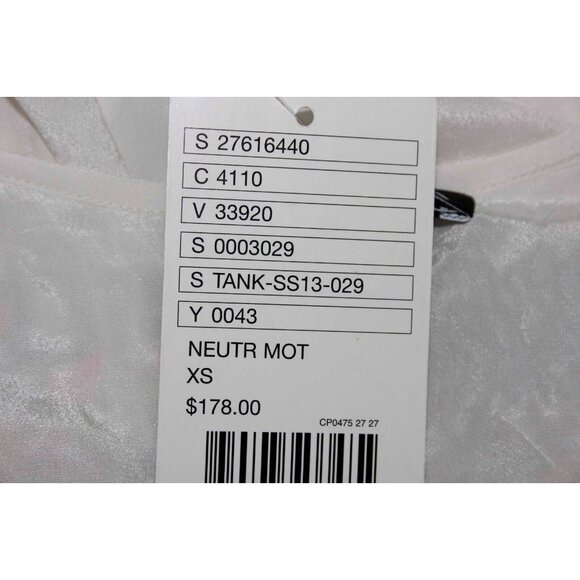 S 27616440
C 4110
V 33920
S 0003029
S TANK-SS13-029
Y 0043
NEUTR MOT
XS
$178.00
CP0475 27 27